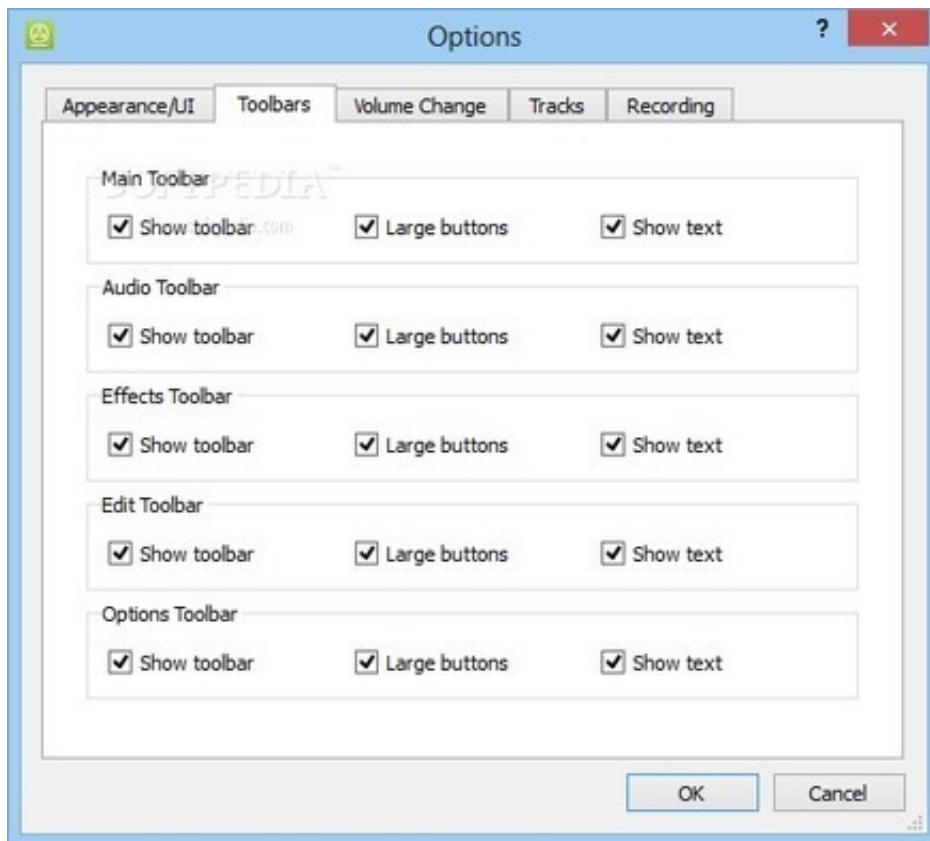 Options
?
Appearance/UI Toolbars Volume Change Tracks Recording
Main Toolbar
SOFTPEDIA
Show toolbar Large buttons Show text
Audio Toolbar
Show toolbar Large buttons Show text
Effects Toolbar
Show toolbar Large buttons Show text
Edit Toolbar
Show toolbar Large buttons Show text
Options Toolbar
Show toolbar Large buttons Show text
OK Cancel